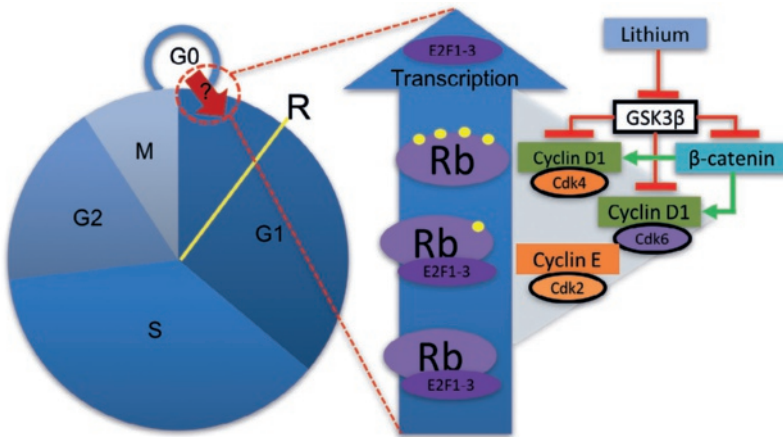 G0
?
R
M
G2
G1
S
E2F1-3
Transcription
Rb
Rb
E2F1-3
Rb
E2F1-3
Lithium
GSK3β
Cyclin D1
Cdk4
β-catenin
Cyclin D1
Cdk6
Cyclin E
Cdk2